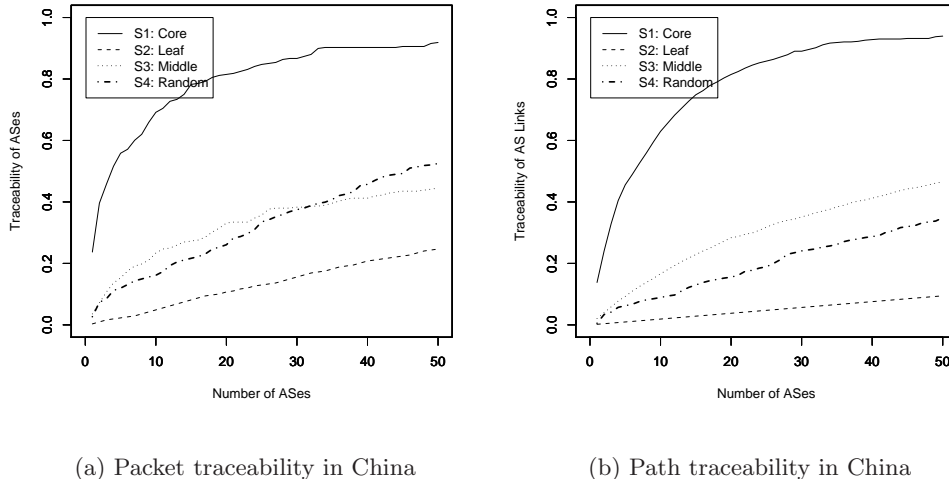 S1: Core
S2: Leaf
S3: Middle
S4: Random
Traceability of ASes
0.0 0.2 0.4 0.6 0.8 1.0
0 10 20 30 40 50
Number of ASes
(a) Packet traceability in China
S1: Core
S2: Leaf
S3: Middle
S4: Random
Traceability of AS Links
0.0 0.2 0.4 0.6 0.8 1.0
0 10 20 30 40 50
Number of ASes
(b) Path traceability in China